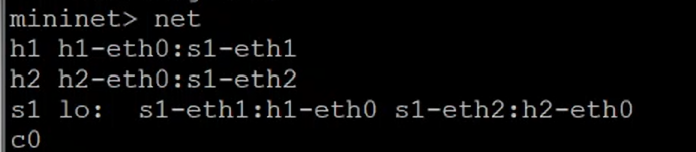 mininet> net
h1 h1-eth0:s1-eth1
h2 h2-eth0:s1-eth2
s1 lo:  s1-eth1:h1-eth0 s1-eth2:h2-eth0
c0